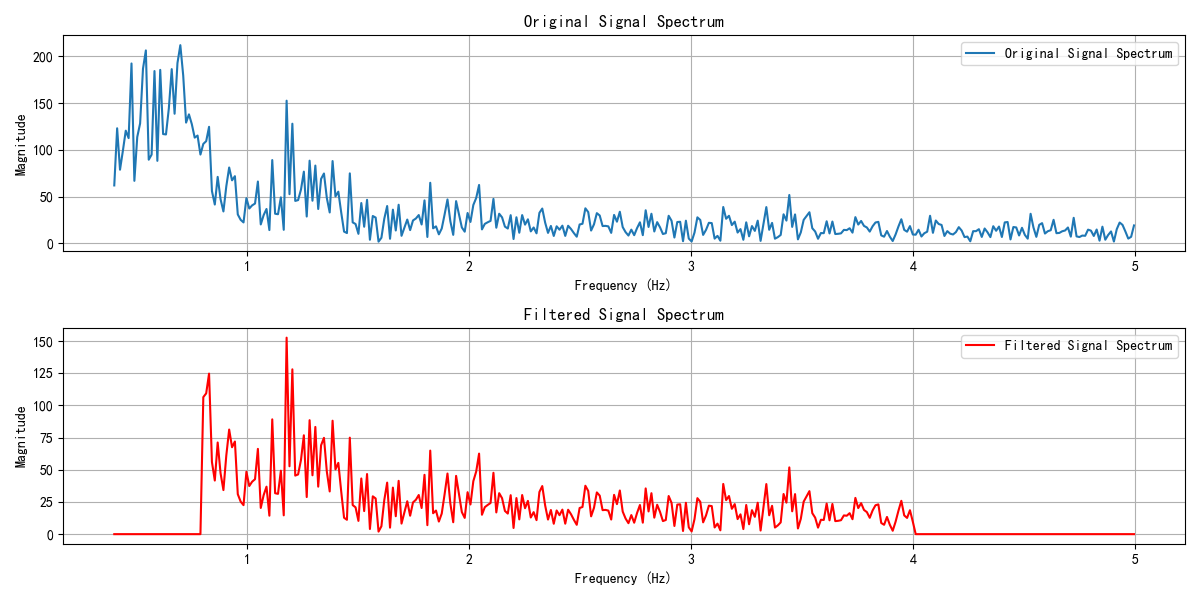 Original Signal Spectrum
Original Signal Spectrum
200
150
100
50
0
Magnitude
1
2
3
4
5
Frequency (Hz)
Filtered Signal Spectrum
Filtered Signal Spectrum
150
125
100
75
50
25
0
Magnitude
1
2
3
4
5
Frequency (Hz)